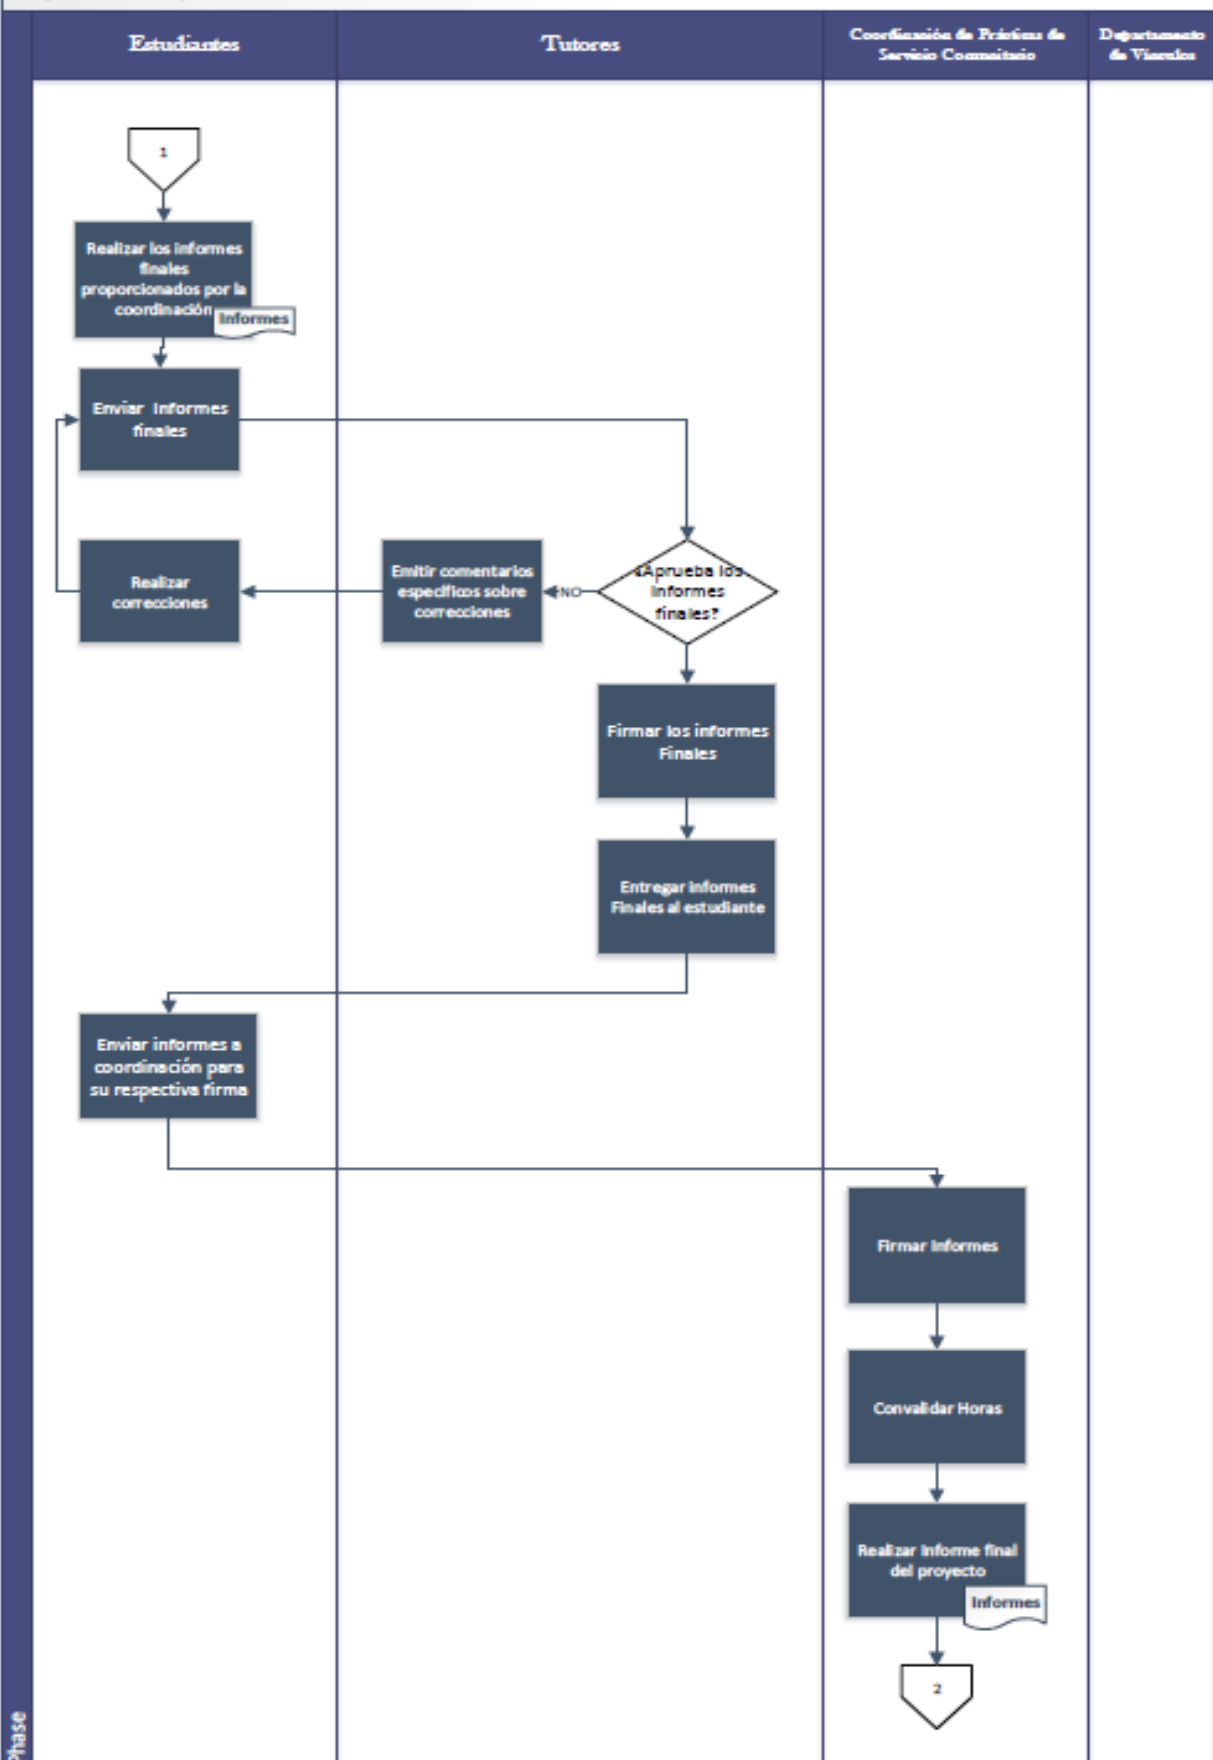 Estudiantes
Tutores
Coordinación de Prácticas de
Servicio Comunitario
Departamento
de Vínculos
1
Realizar los informes
finales
proporcionados por la
coordinación
Informes
Enviar Informes
finales
Realizar
correcciones
Emitir comentarios
específicos sobre
correcciones
NO
¿Aprueba los
Informes
finales?
Firmar los informes
Finales
Entregar informes
Finales al estudiante
Enviar informes a
coordinación para
su respectiva firma
Firmar Informes
Convalidar Horas
Realizar Informe final
del proyecto
Informes
2
Phase